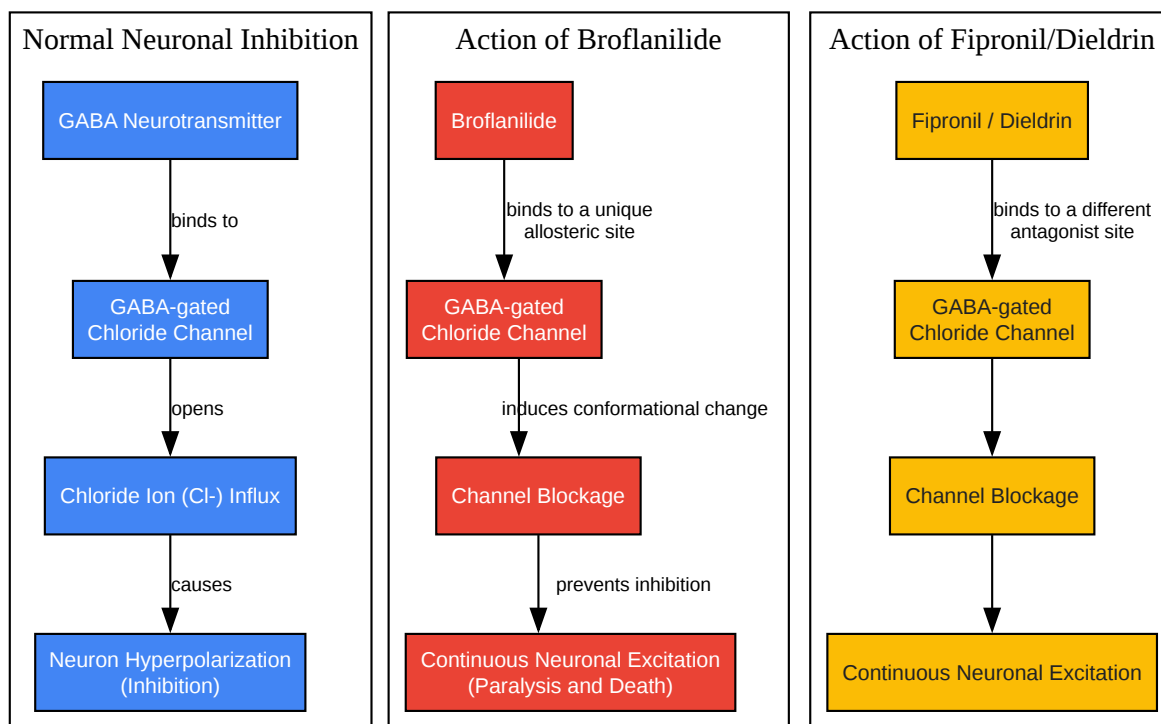 Normal Neuronal Inhibition
GABA Neurotransmitter
binds to
GABA-gated
Chloride Channel
opens
Chloride Ion (Cl-) Influx
causes
Neuron Hyperpolarization
(Inhibition)
Action of Broflanilide
Broflanilide
binds to a unique
allosteric site
GABA-gated
Chloride Channel
induces conformational change
Channel Blockage
prevents inhibition
Continuous Neuronal Excitation
(Paralysis and Death)
Action of Fipronil/Dieldrin
Fipronil / Dieldrin
binds to a different
antagonist site
GABA-gated
Chloride Channel
Channel Blockage
Continuous Neuronal Excitation